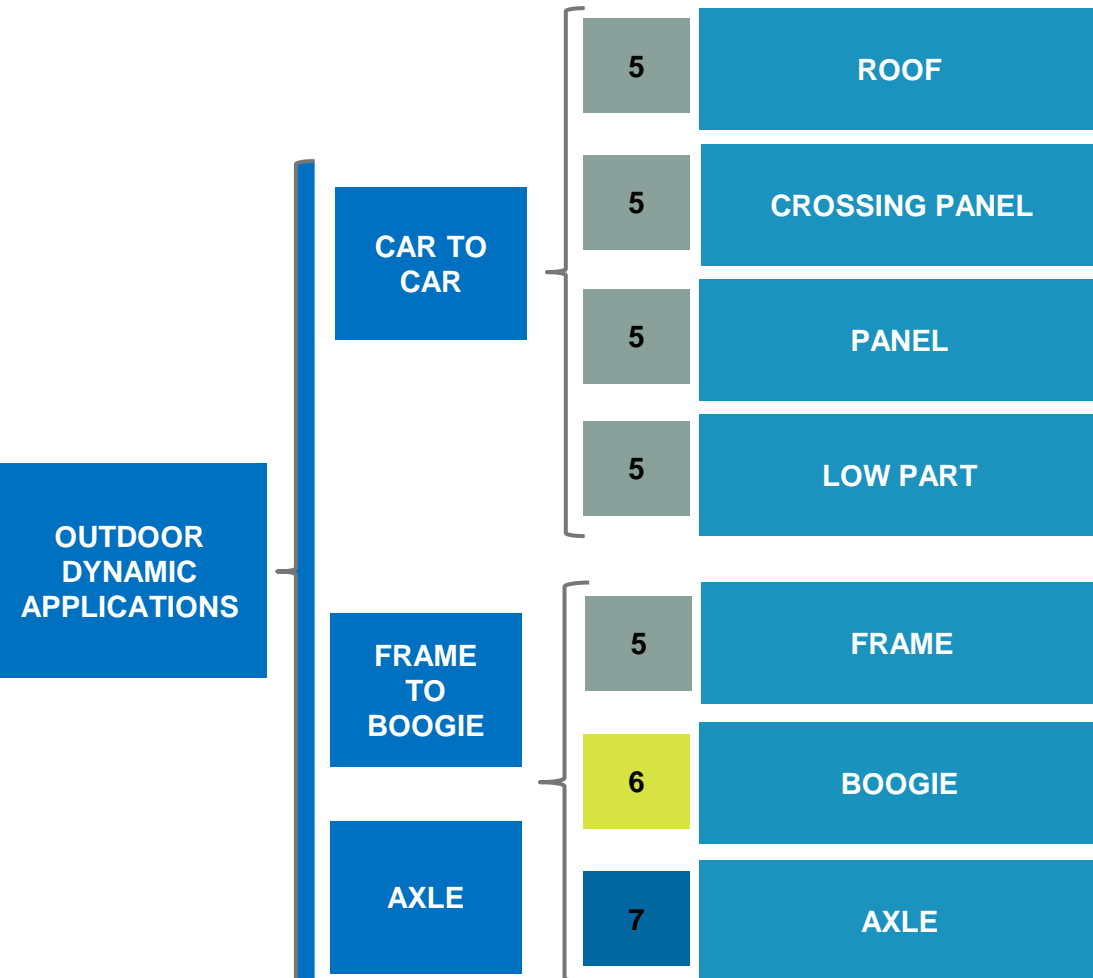 OUTDOOR
DYNAMIC
APPLICATIONS
CAR TO
CAR
5
ROOF
5
CROSSING PANEL
5
PANEL
5
LOW PART
FRAME
TO
BOOGIE
AXLE
5
FRAME
6
BOOGIE
7
AXLE